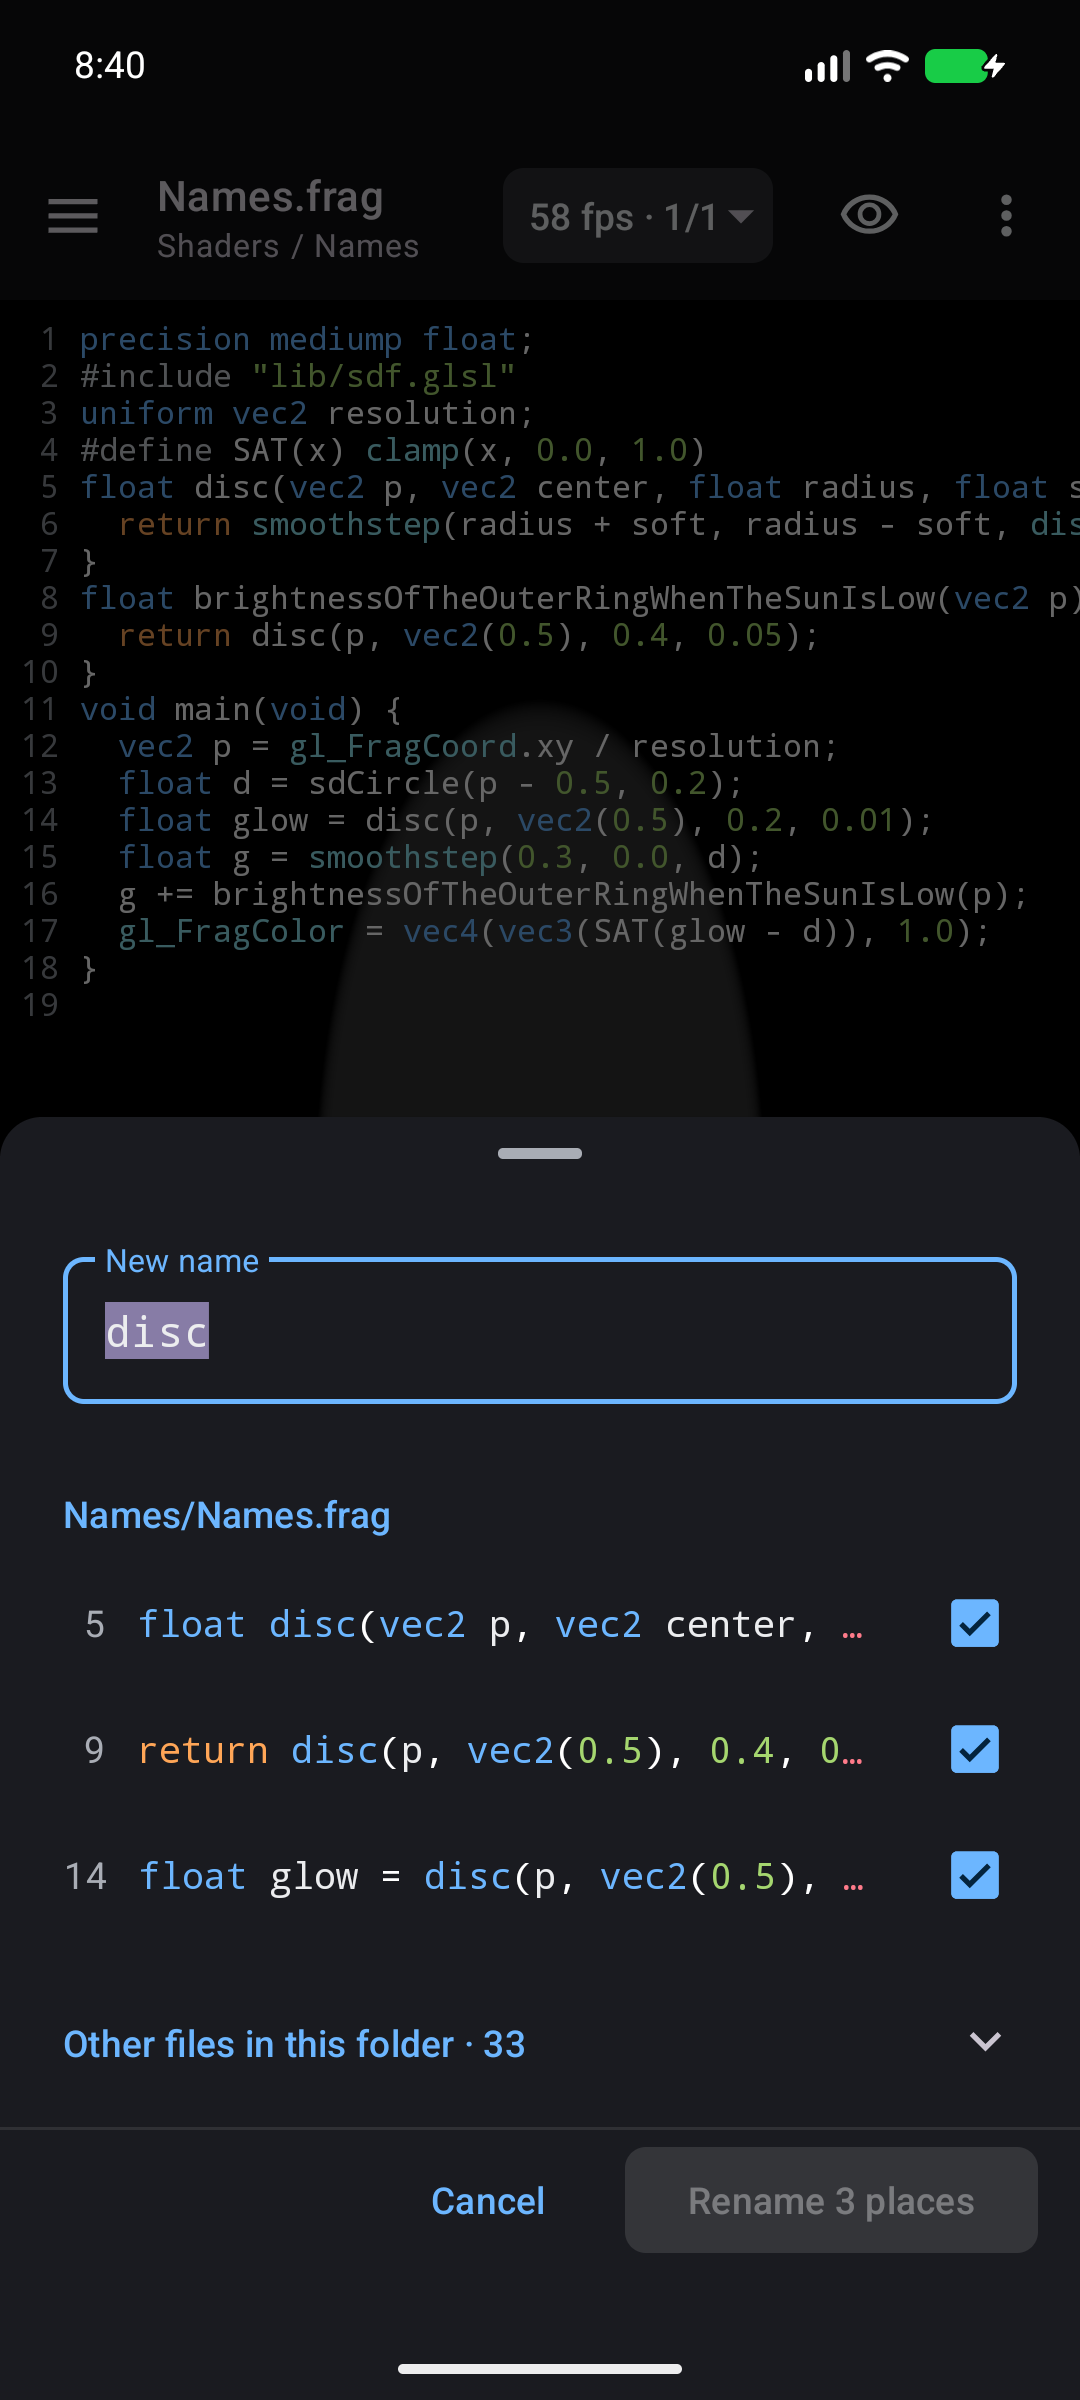 8:40
Names.frag
Shaders / Names
58 fps · 1/1
1 precision mediump float;
2 #include "lib/sdf.glsl"
3 uniform vec2 resolution;
4 #define SAT(x) clamp(x, 0.0, 1.0)
5 float disc(vec2 p, vec2 center, float radius, float s
6   return smoothstep(radius + soft, radius - soft, dis
7 }
8 float brightnessOfTheOuterRingWhenTheSunIsLow(vec2 p)
9   return disc(p, vec2(0.5), 0.4, 0.05);
10 }
11 void main(void) {
12   vec2 p = gl_FragCoord.xy / resolution;
13   float d = sdCircle(p - 0.5, 0.2);
14   float glow = disc(p, vec2(0.5), 0.2, 0.01);
15   float g = smoothstep(0.3, 0.0, d);
16   g += brightnessOfTheOuterRingWhenTheSunIsLow(p);
17   gl_FragColor = vec4(vec3(SAT(glow - d)), 1.0);
18 }
19
New name
disc
Names/Names.frag
5 float disc(vec2 p, vec2 center, …
9 return disc(p, vec2(0.5), 0.4, 0…
14 float glow = disc(p, vec2(0.5), …
Other files in this folder · 33
Cancel
Rename 3 places